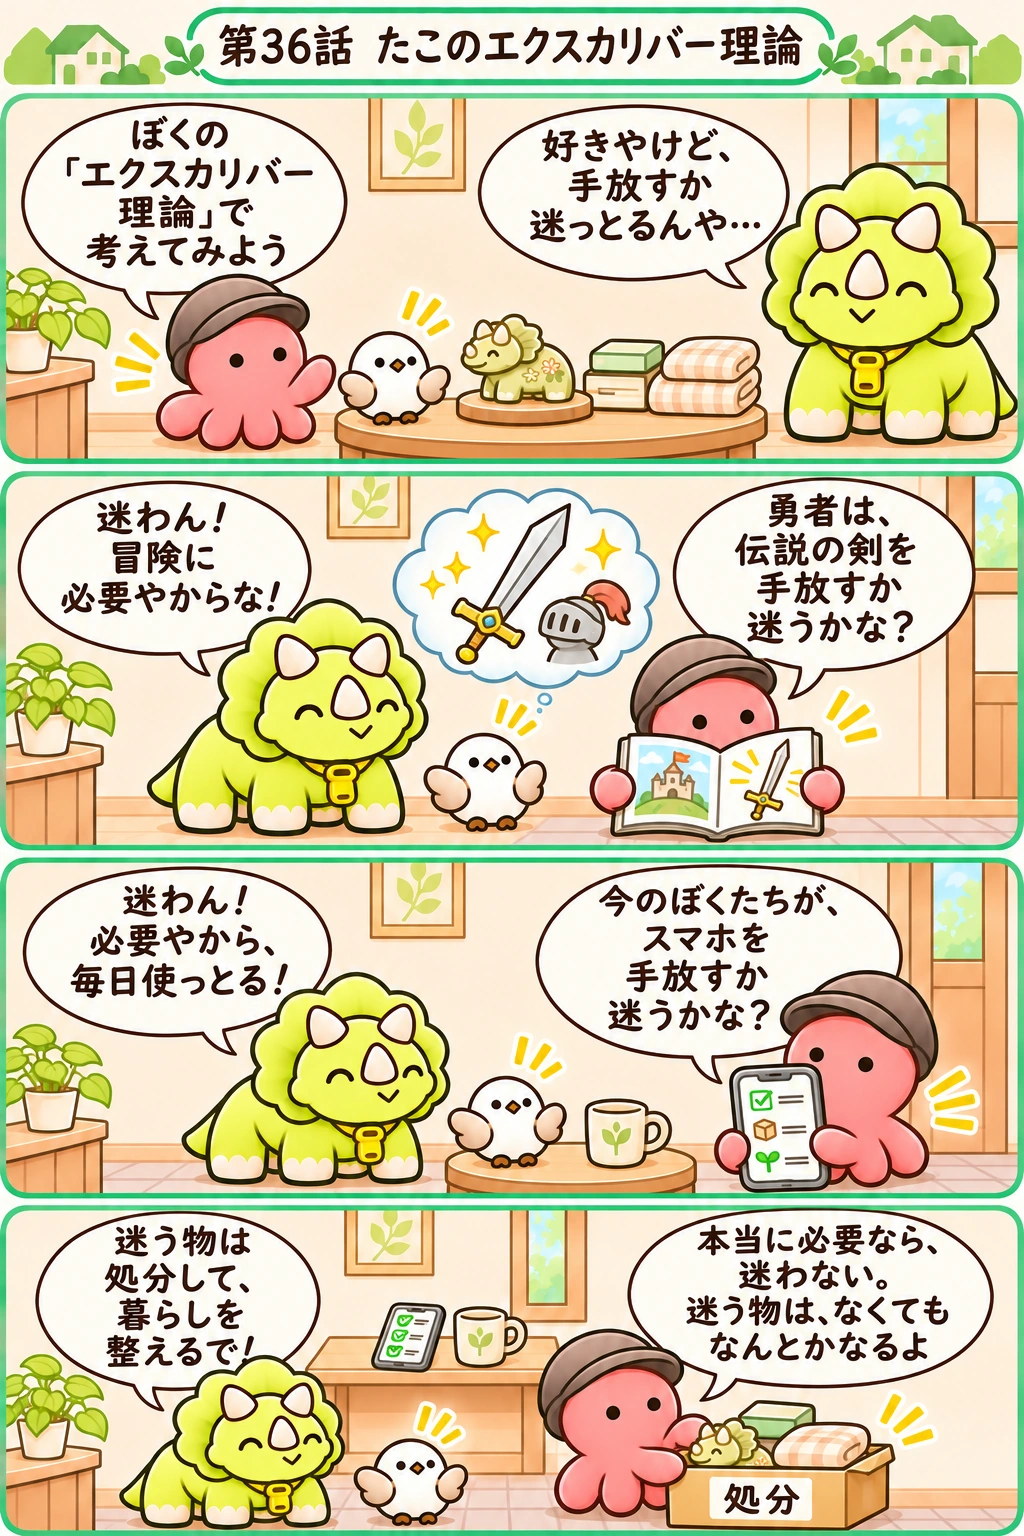 第36話 たこのエクスカリバー理論
好きやけど、
手放すか
迷っとるんや…
ぼくの
「エクスカリバー
理論」で
考えてみよう
勇者は、
伝説の剣を
手放すか
迷うかな?
迷わん!
冒険に
必要やからな!
今のぼくたちが、
スマホを
手放すか
迷うかな?
迷わん!
必要やから、
毎日使っとる!
本当に必要なら、
迷わない。
迷う物は、なくても
なんとかなるよ
迷う物は
処分して、
暮らしを
整えるで!
処分